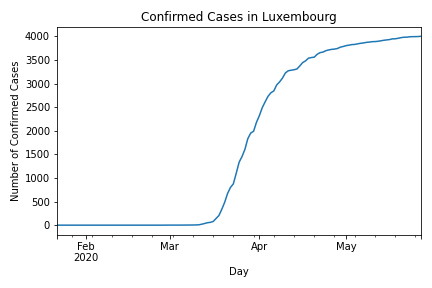 Confirmed Cases in Luxembourg
4000
3500
3000
2500
2000
1500
1000
500
0
Number of Confirmed Cases
Feb
2020
Mar
Apr
May
Day